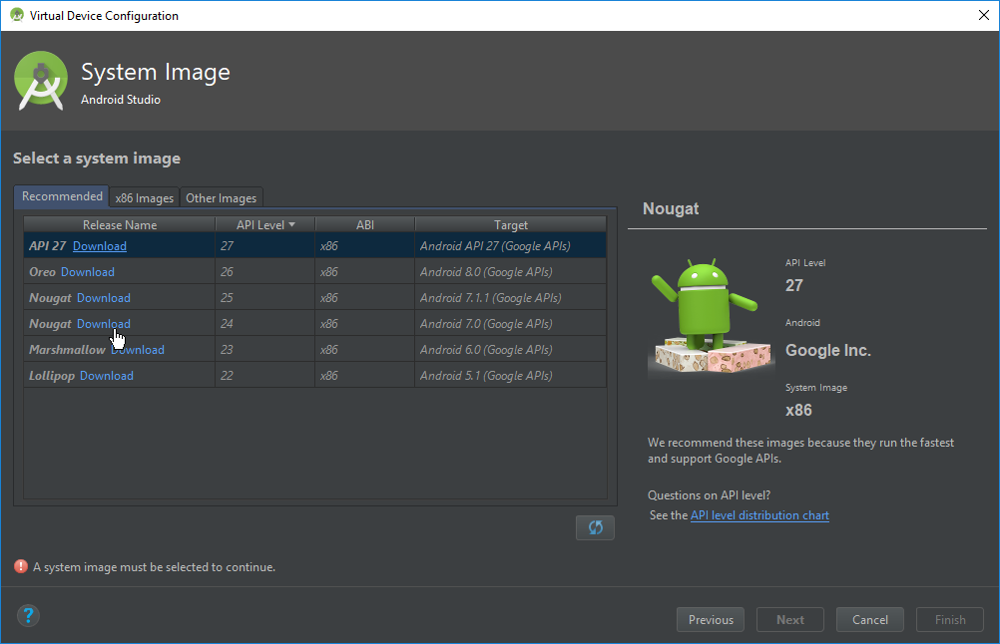 Virtual Device Configuration
System Image
Android Studio
Select a system image
Recommended x86 Images Other Images
Release Name API Level ABI Target
API 27 Download 27 x86 Android API 27 (Google APIs)
Oreo Download 26 x86 Android 8.0 (Google APIs)
Nougat Download 25 x86 Android 7.1.1 (Google APIs)
Nougat Download 24 x86 Android 7.0 (Google APIs)
Marshmallow Download 23 x86 Android 6.0 (Google APIs)
Lollipop Download 22 x86 Android 5.1 (Google APIs)
Nougat
API Level
27
Android
Google Inc.
System Image
x86
We recommend these images because they run the fastest
and support Google APIs.
Questions on API level?
See the API level distribution chart
! A system image must be selected to continue.
? Previous Next Cancel Finish